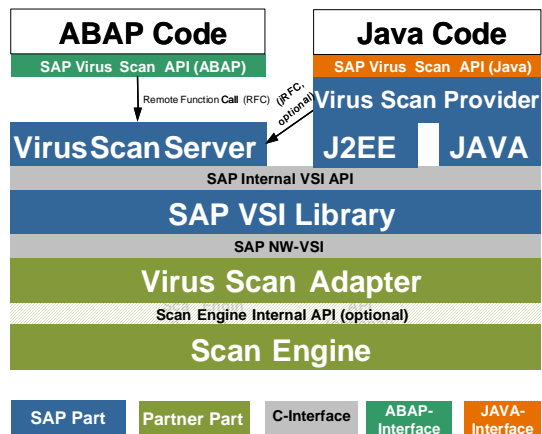 ABAP Code
Java Code
SAP Virus Scan API (ABAP)
SAP Virus Scan API (Java)
Remote Function Call (RFC)
(jRFC,
optional)
Virus Scan Provider
Virus Scan Server
J2EE
JAVA
SAP Internal VSI API
SAP VSI Library
SAP NW-VSI
Virus Scan Adapter
Scan Engine Internal API (optional)
Scan Engine
SAP Part
Partner Part
C-Interface
ABAP-
Interface
JAVA-
Interface